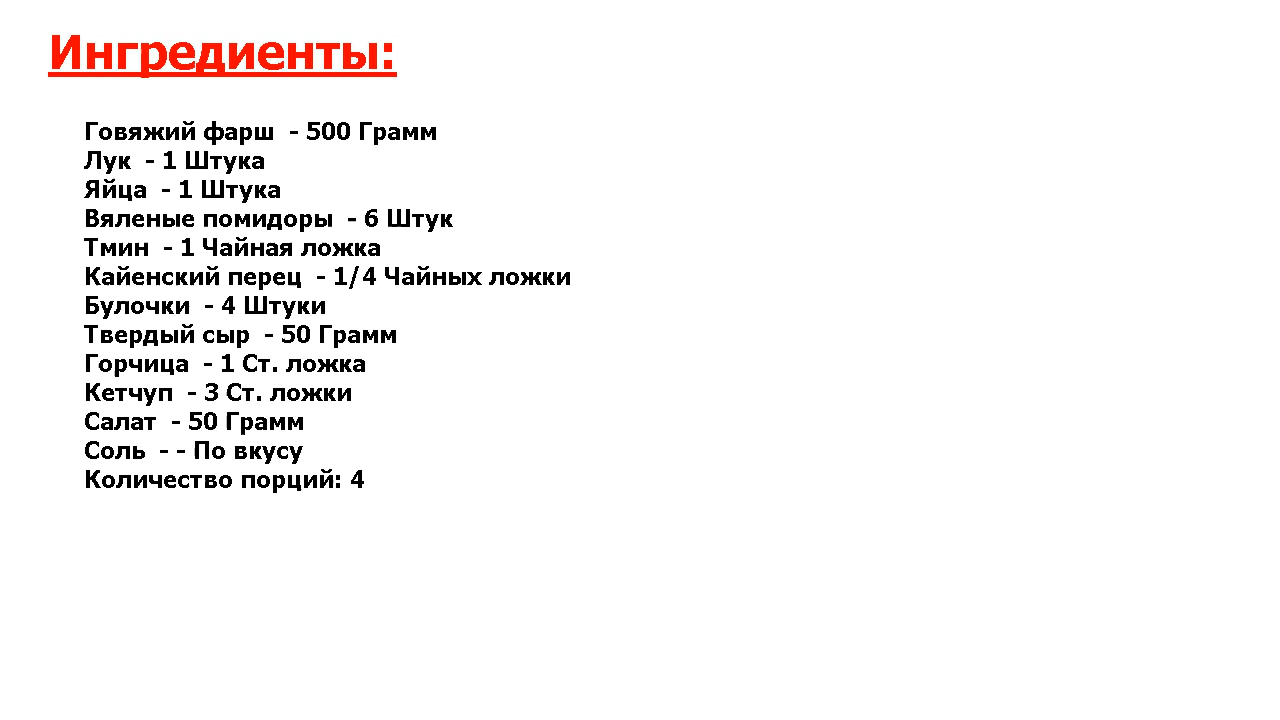 Ингредиенты:
Говяжий фарш - 500 Грамм
Лук - 1 Штука
Яйца - 1 Штука
Вяленые помидоры - 6 Штук
Тмин - 1 Чайная ложка
Кайенский перец - 1/4 Чайных ложки
Булочки - 4 Штуки
Твердый сыр - 50 Грамм
Горчица - 1 Ст. ложка
Кетчуп - 3 Ст. ложки
Салат - 50 Грамм
Соль - - По вкусу
Количество порций: 4